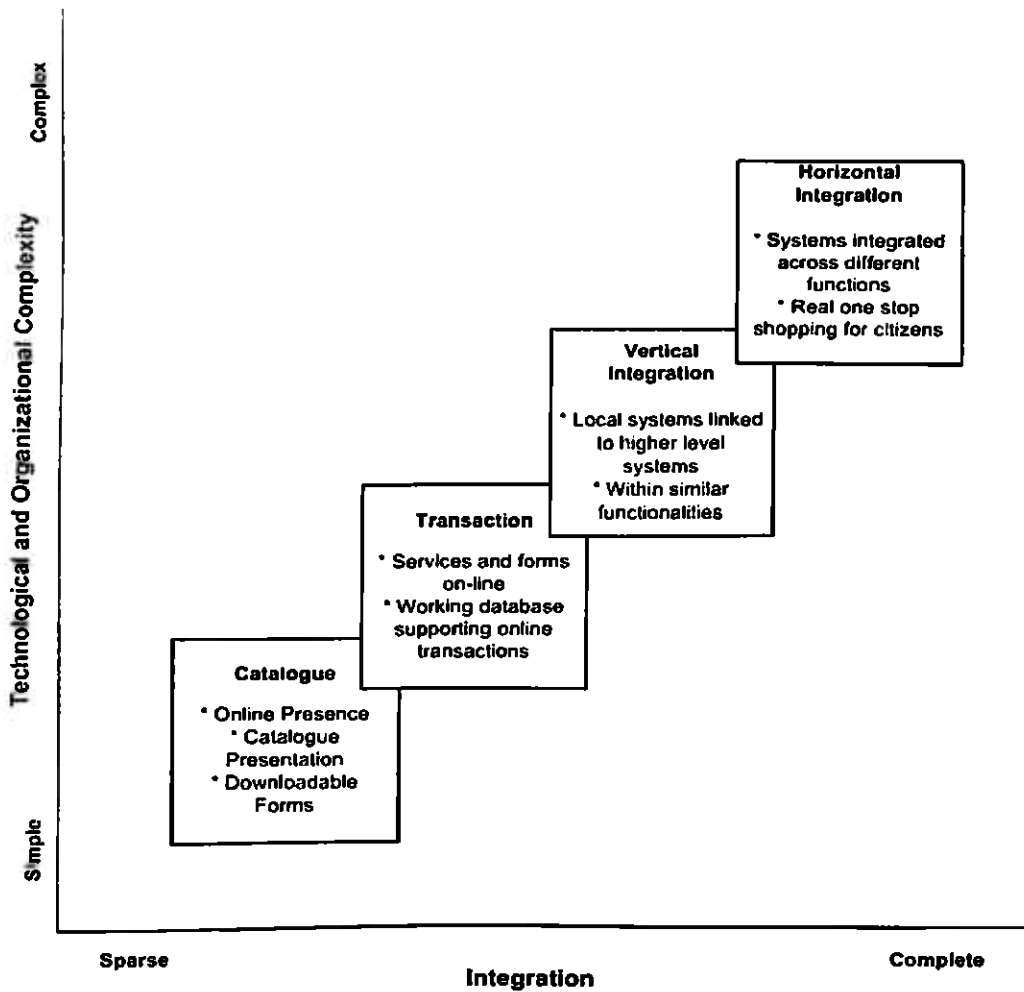 Complex
Technological and Organizational Complexity
Simple
Horizontal
Integration
* Systems integrated
across different
functions
* Real one stop
shopping for citizens
Vertical
Integration
* Local systems linked
to higher level
systems
* Within similar
functionalities
Transaction
* Services and forms
on-line
* Working database
supporting online
transactions
Catalogue
* Online Presence
* Catalogue
Presentation
* Downloadable
Forms
Sparse
Integration
Complete